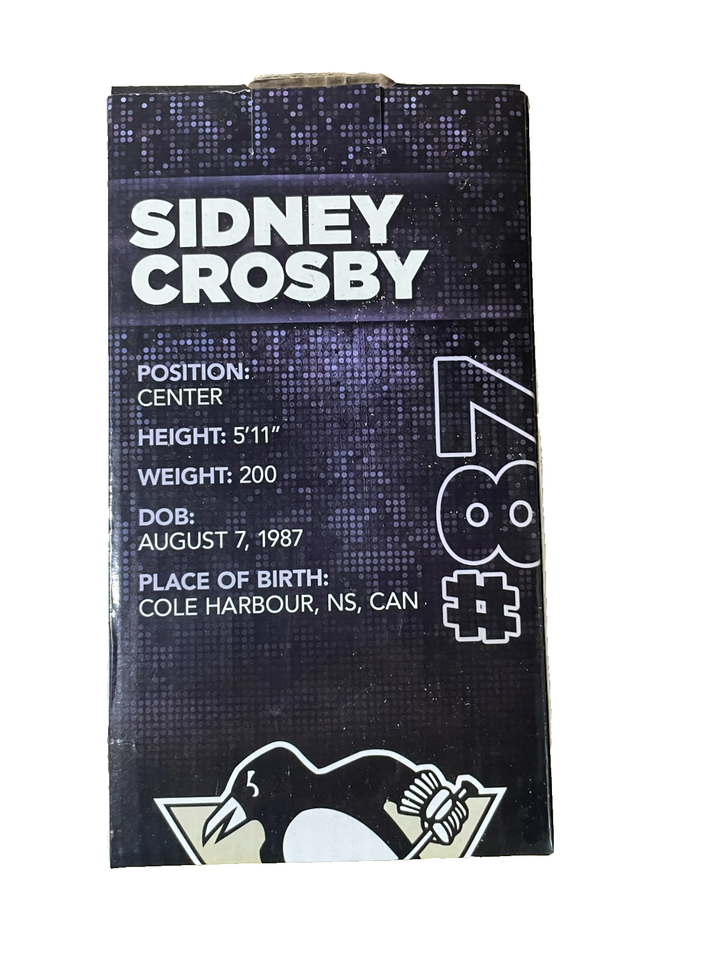 SIDNEY
CROSBY
POSITION:
CENTER
HEIGHT: 5'11"
WEIGHT: 200
DOB:
AUGUST 7, 1987
PLACE OF BIRTH:
COLE HARBOUR, NS, CAN
#87